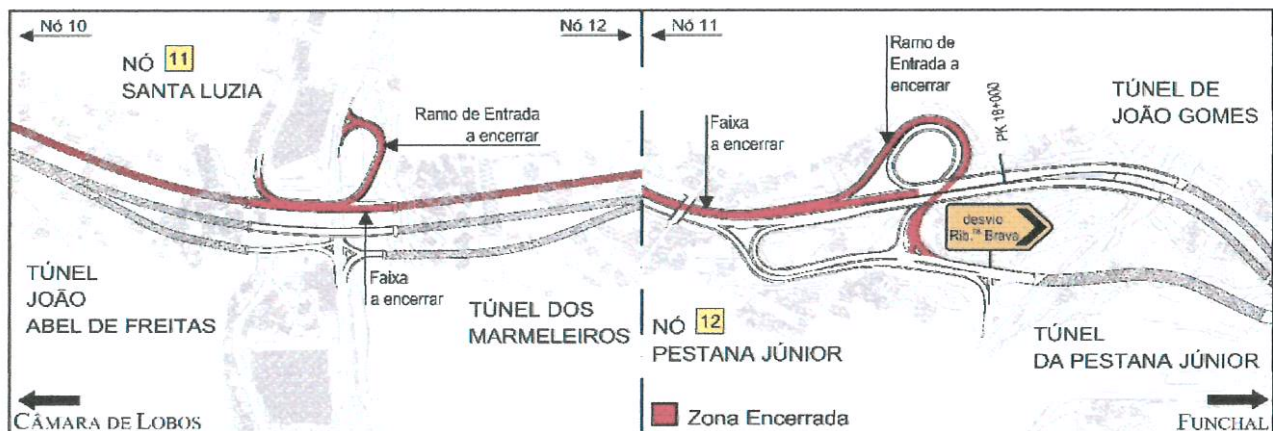 Nó 10
Nó 12
NÓ 11
SANTA LUZIA
Ramo de Entrada
a encerrar
Faixa
a encerrar
TÚNEL
JOÃO
ABEL DE FREITAS
TÚNEL DOS
MARMELEIROS
CÂMARA DE LOBOS
Nó 11
Ramo de
Entrada a
encerrar
Faixa
a encerrar
PK 18+000
TÚNEL DE
JOÃO GOMES
desvio
Rib.ra Brava
NÓ 12
PESTANA JÚNIOR
TÚNEL
DA PESTANA JÚNIOR
Zona Encerrada
FUNCHAL